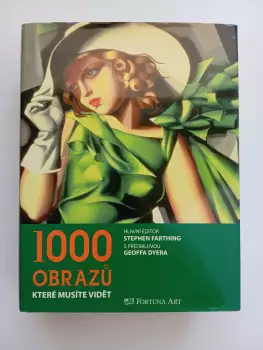 1000
OBRAZŮ
KTERÉ MUSÍTE VIDĚT
HLAVNÍ EDITOR
STEPHEN FARTHING
S PŘEDMLUVOU
GEOFFA DYERA
FORTUNA ART